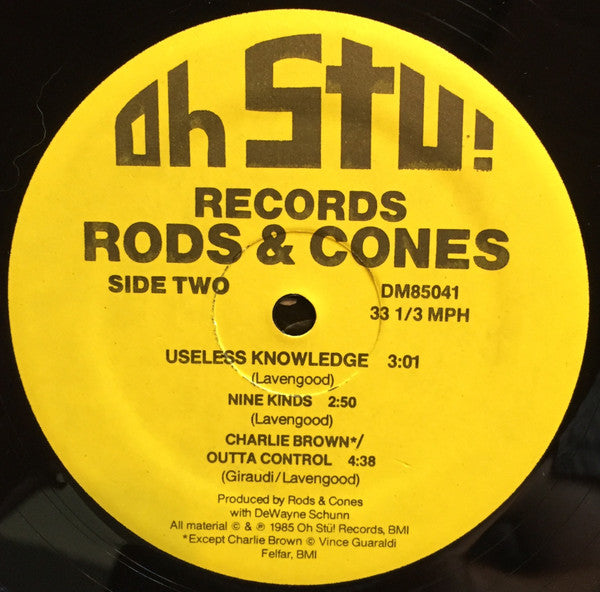 Oh Stü!
RECORDS
RODS & CONES
SIDE TWO DM85041
33 1/3 MPH
USELESS KNOWLEDGE 3:01
(Lavengood)
NINE KINDS 2:50
(Lavengood)
CHARLIE BROWN*/
OUTTA CONTROL 4:38
(Giraudi/Lavengood)
Produced by Rods & Cones
with DeWayne Schunn
All material © & ℗ 1985 Oh Stü! Records, BMI
*Except Charlie Brown © Vince Guaraldi
Felfar, BMI